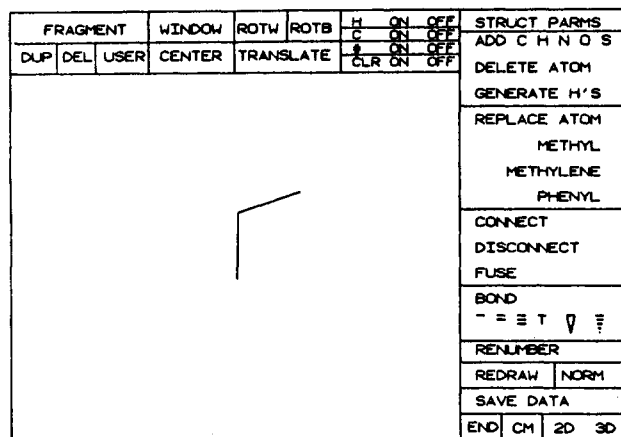 FRAGMENT WINDOW ROTW ROTB H ON OFF
C ON OFF
# ON OFF
DUP DEL USER CENTER TRANSLATE CLR ON OFF
STRUCT PARMS
ADD C H N O S
DELETE ATOM
GENERATE H'S
REPLACE ATOM
METHYL
METHYLENE
PHENYL
CONNECT
DISCONNECT
FUSE
BOND
- = ≡ T
RENUMBER
REDRAW NORM
SAVE DATA
END CM 2D 3D